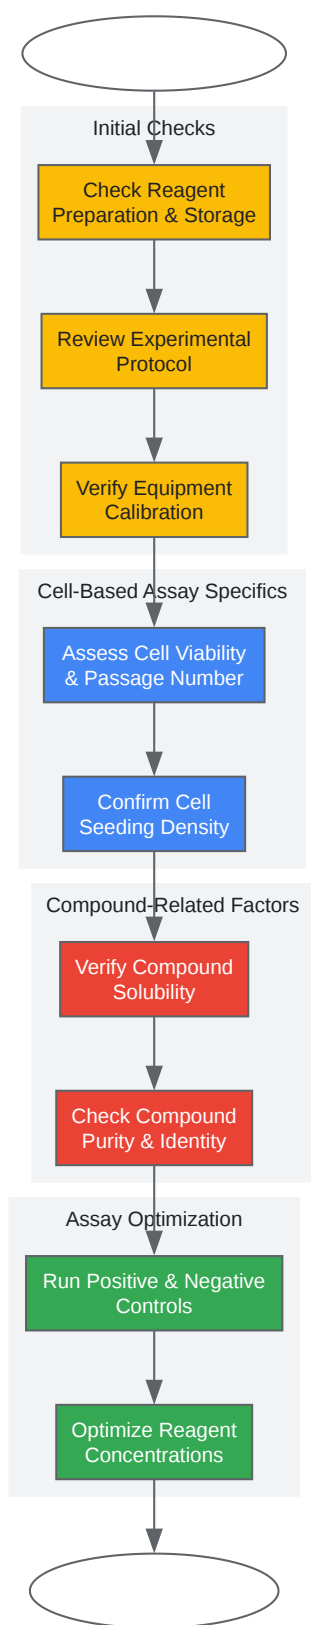 Initial Checks
Check Reagent
Preparation & Storage
Review Experimental
Protocol
Verify Equipment
Calibration
Cell-Based Assay Specifics
Assess Cell Viability
& Passage Number
Confirm Cell
Seeding Density
Compound-Related Factors
Verify Compound
Solubility
Check Compound
Purity & Identity
Assay Optimization
Run Positive & Negative
Controls
Optimize Reagent
Concentrations